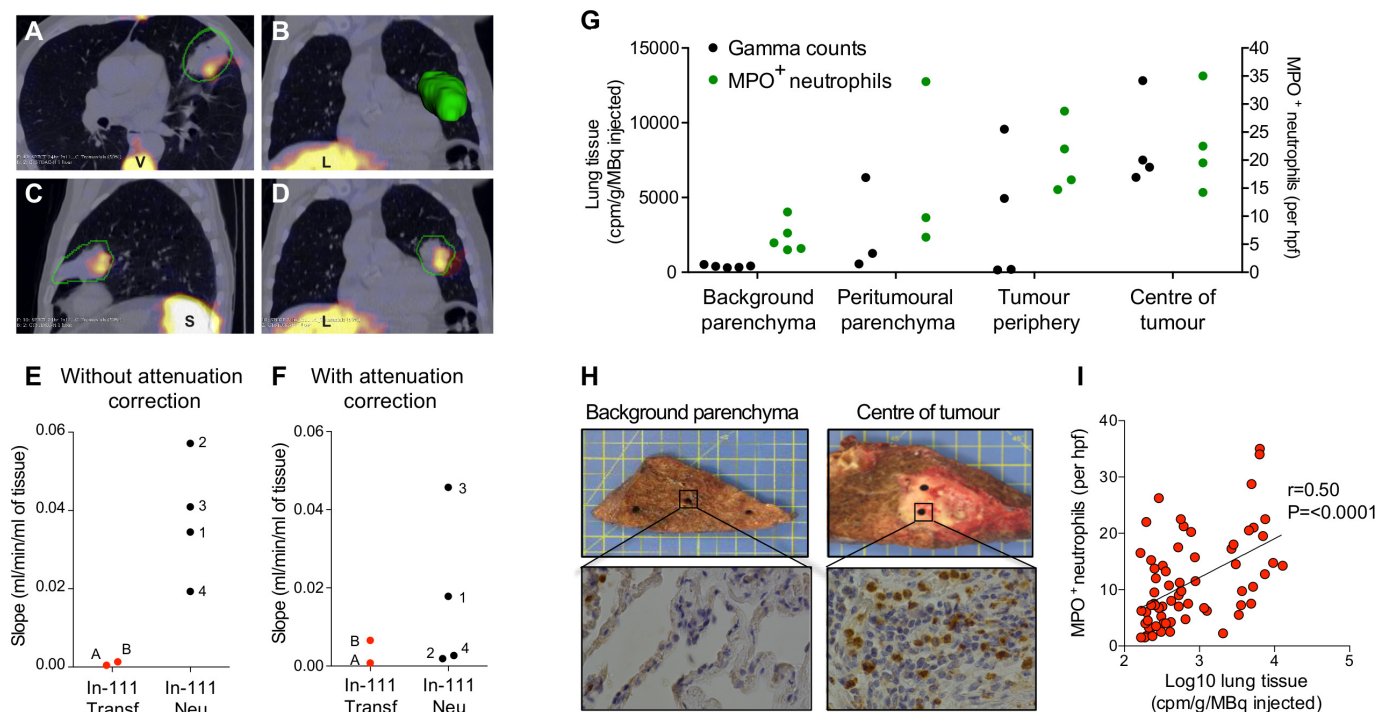 A
B
V
L
C
D
S
L
G
15000
10000
5000
0
Lung tissue
(cpm/g/MBq injected)
Gamma counts
MPO+ neutrophils
40
35
30
25
20
15
10
5
0
MPO+ neutrophils (per hpf)
Background
parenchyma
Peritumoural
parenchyma
Tumour
periphery
Centre of
tumour
E Without attenuation
correction
Slope (ml/min/ml of tissue)
0.06
0.04
0.02
0.00
2
3
1
4
A
B
In-111
Transf
In-111
Neu
F With attenuation
correction
Slope (ml/min/ml of tissue)
0.06
0.04
0.02
0.00
3
1
B
A
2
4
In-111
Transf
In-111
Neu
H
Background parenchyma
Centre of tumour
I
MPO+ neutrophils (per hpf)
40
30
20
10
0
r=0.50
P=<0.0001
2
3
4
5
Log10 lung tissue
(cpm/g/MBq injected)